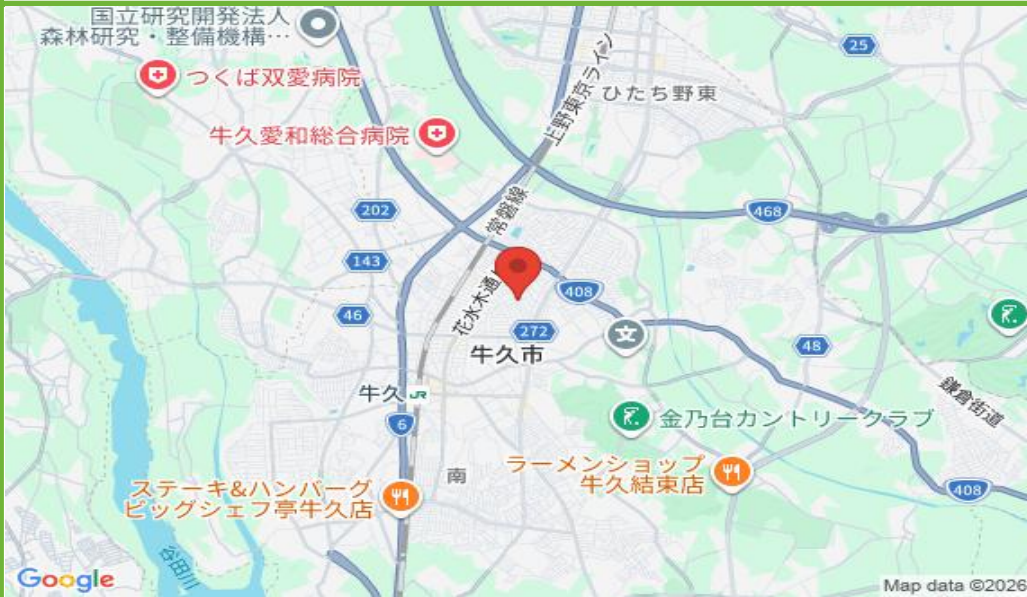 国立研究開発法人
森林研究・整備機構…
つくば双愛病院
牛久愛和総合病院
上野東京ライン
ひたち野東
25
202
常磐線
468
143
花水木通り
408
46
272
牛久市
48
牛久
JR
6
金乃台カントリークラブ
鎌倉街道
南
ラーメンショップ
牛久結束店
ステーキ&ハンバーグ
ビッグシェフ亭牛久店
408
谷田川
文
Google
Map data ©2026